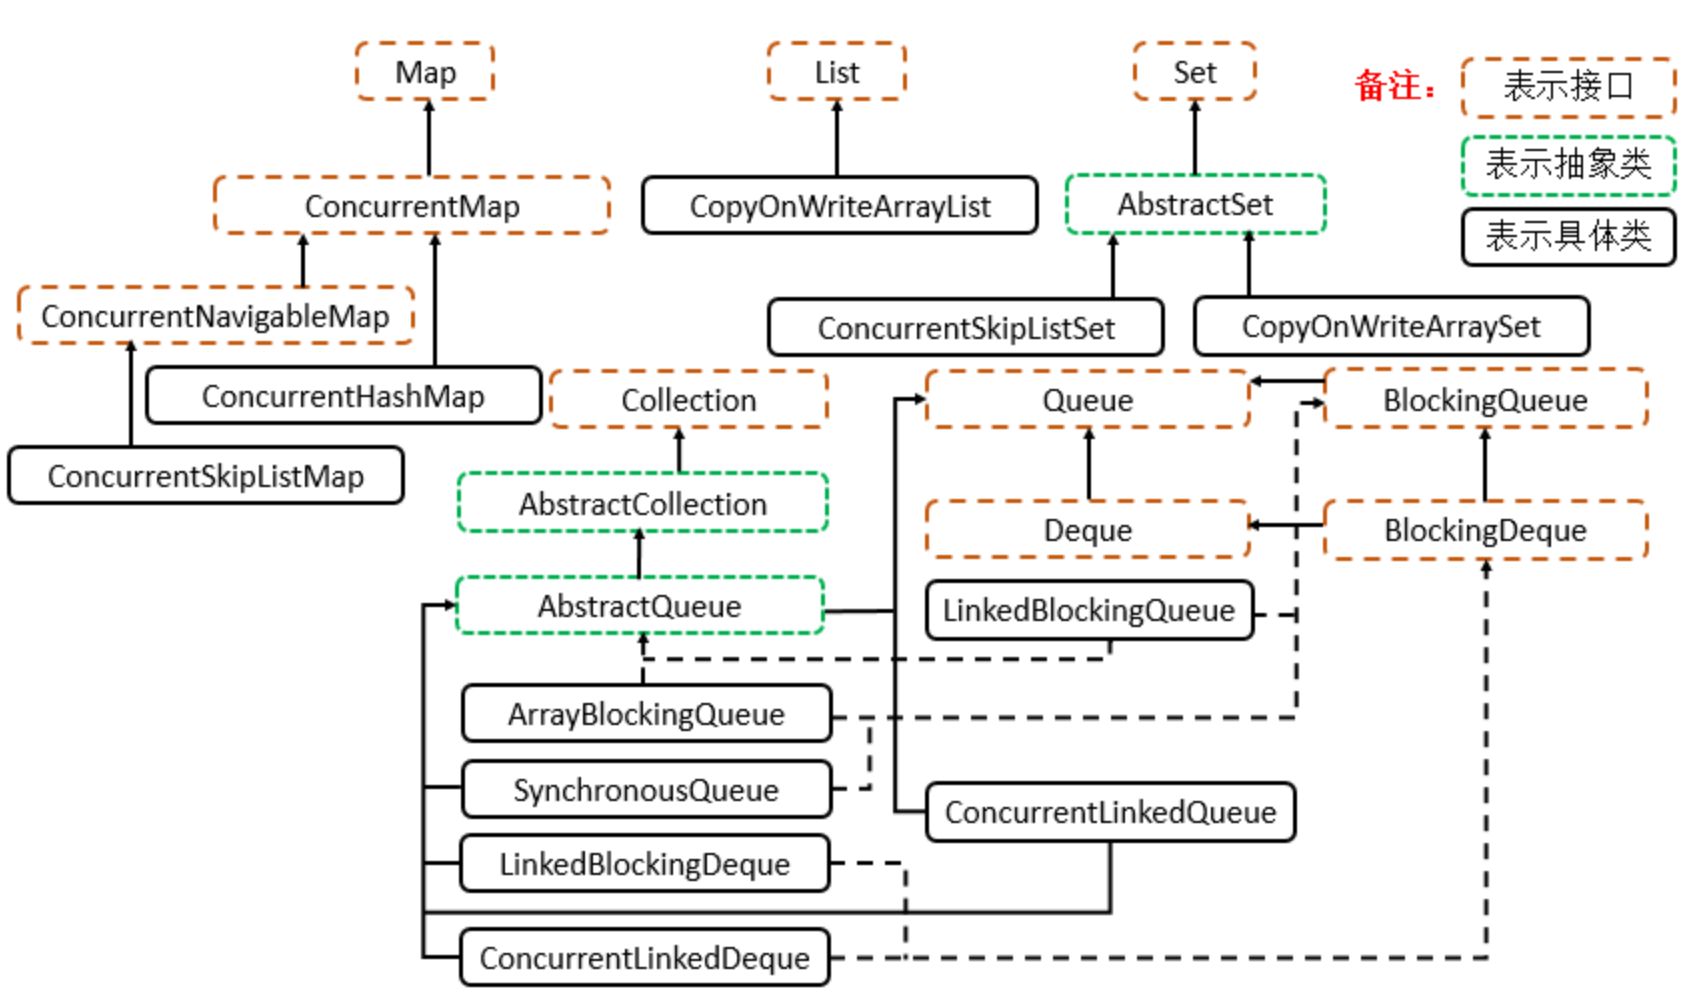 Map
List
Set
备注：
表示接口
表示抽象类
表示具体类
ConcurrentMap
CopyOnWriteArrayList
AbstractSet
ConcurrentNavigableMap
ConcurrentSkipListSet
CopyOnWriteArraySet
ConcurrentHashMap
Collection
Queue
BlockingQueue
ConcurrentSkipListMap
AbstractCollection
Deque
BlockingDeque
AbstractQueue
LinkedBlockingQueue
ArrayBlockingQueue
SynchronousQueue
ConcurrentLinkedQueue
LinkedBlockingDeque
ConcurrentLinkedDeque